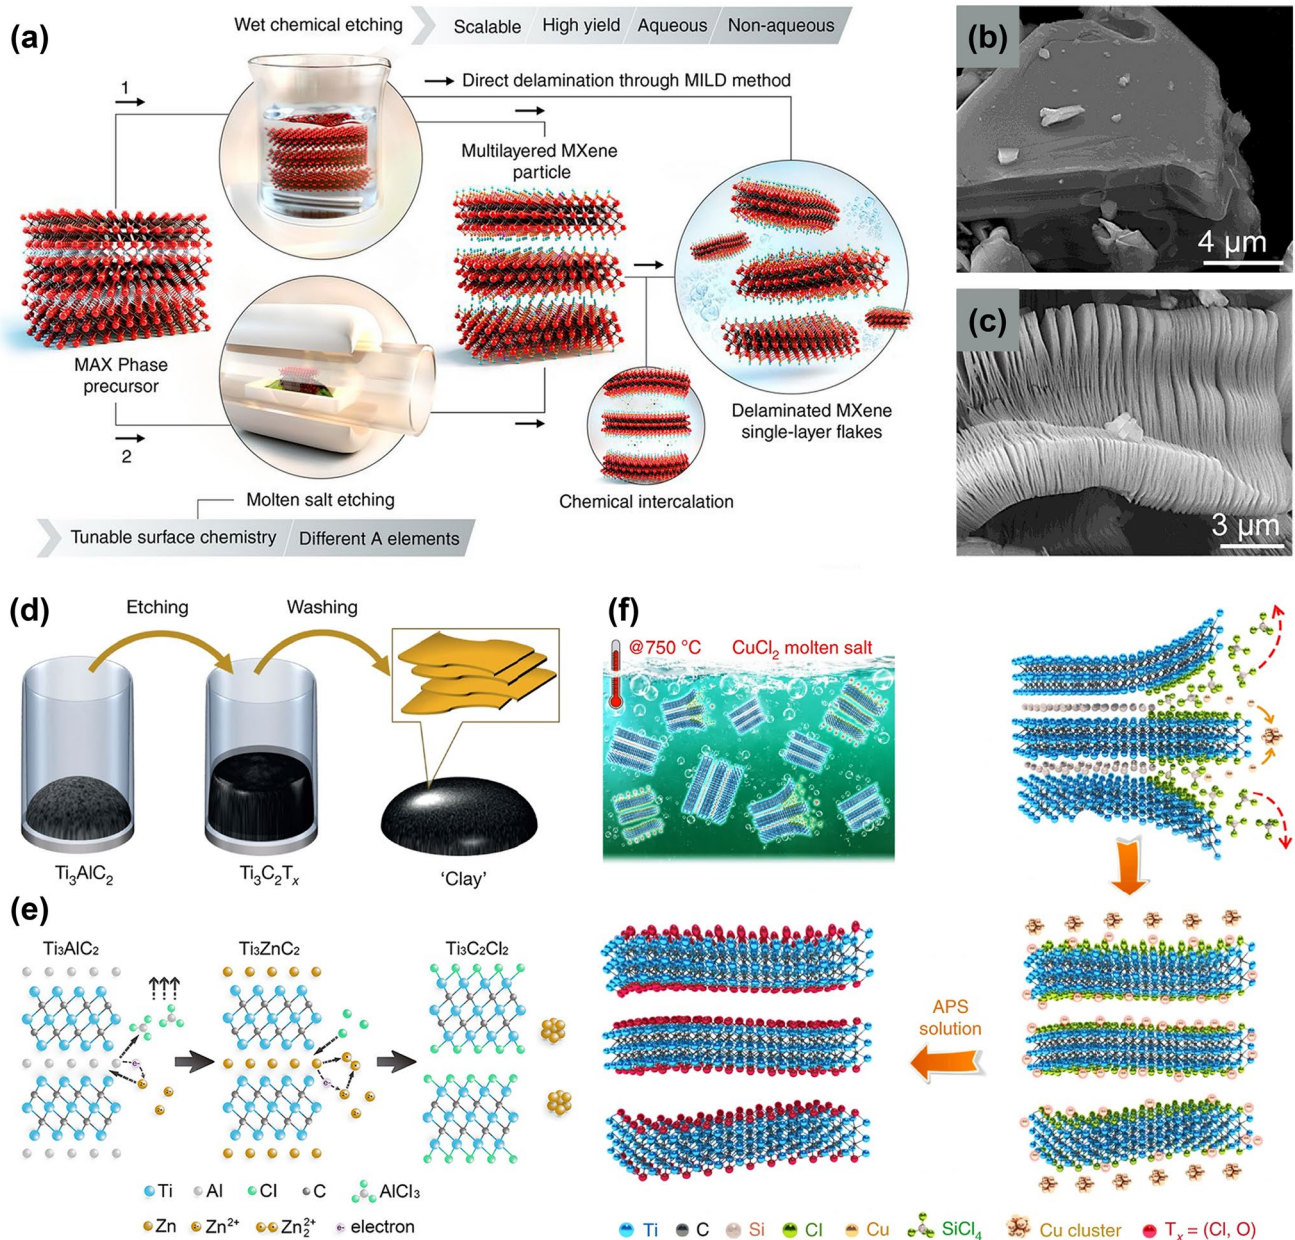 (a)
Wet chemical etching
Scalable
High yield
Aqueous
Non-aqueous
1
Direct delamination through MILD method
Multilayered MXene
particle
MAX Phase
precursor
2
Molten salt etching
Tunable surface chemistry
Different A elements
Chemical intercalation
Delaminated MXene
single-layer flakes
(b)
4 µm
(c)
3 µm
(d)
Etching
Washing
Ti₃AlC₂
Ti₃C₂Tₓ
‘Clay’
(e)
Ti₃AlC₂
Ti₃ZnC₂
Ti₃C₂Cl₂
e-
e-
Ti
Al
Cl
C
AlCl₃
Zn
Zn²⁺
Zn₂²⁺
electron
(f)
@750 °C
CuCl₂ molten salt
APS
solution
Ti
C
Si
Cl
Cu
SiCl₄
Cu cluster
Tₓ = (Cl, O)